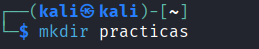 ┌──(kali㉿kali)-[~]
└─$ mkdir practicas